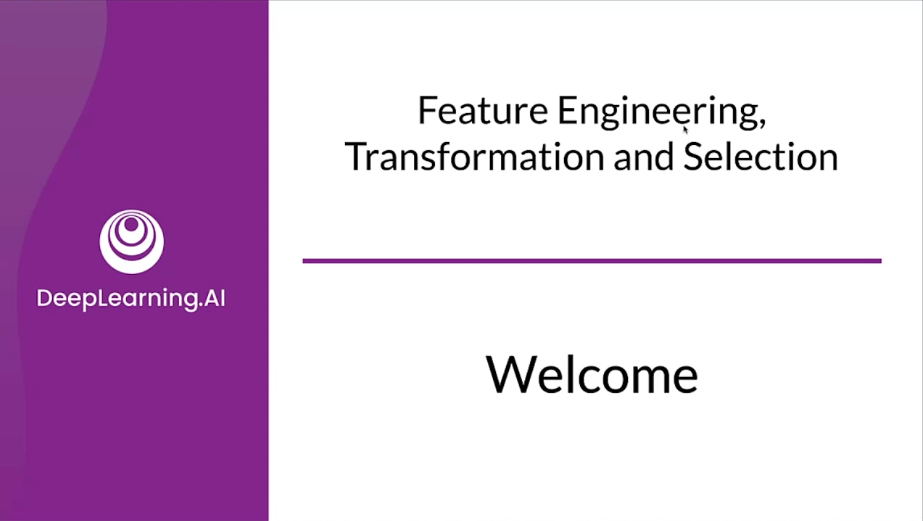 Feature Engineering,
Transformation and Selection
DeepLearning.AI
Welcome